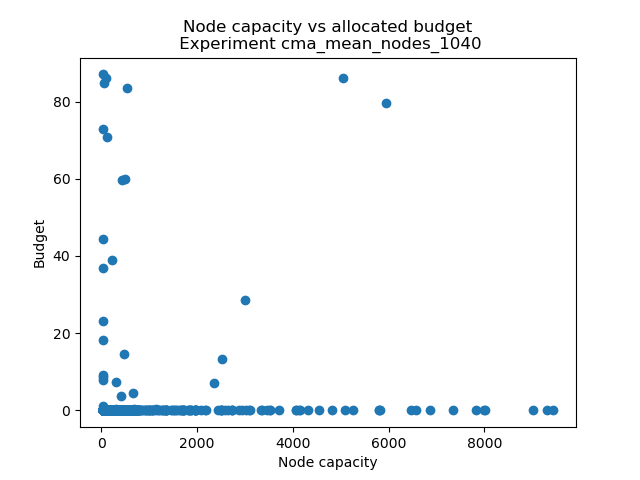 Node capacity vs allocated budget
Experiment cma_mean_nodes_1040
80
60
40
20
0
Budget
0 2000 4000 6000 8000
Node capacity